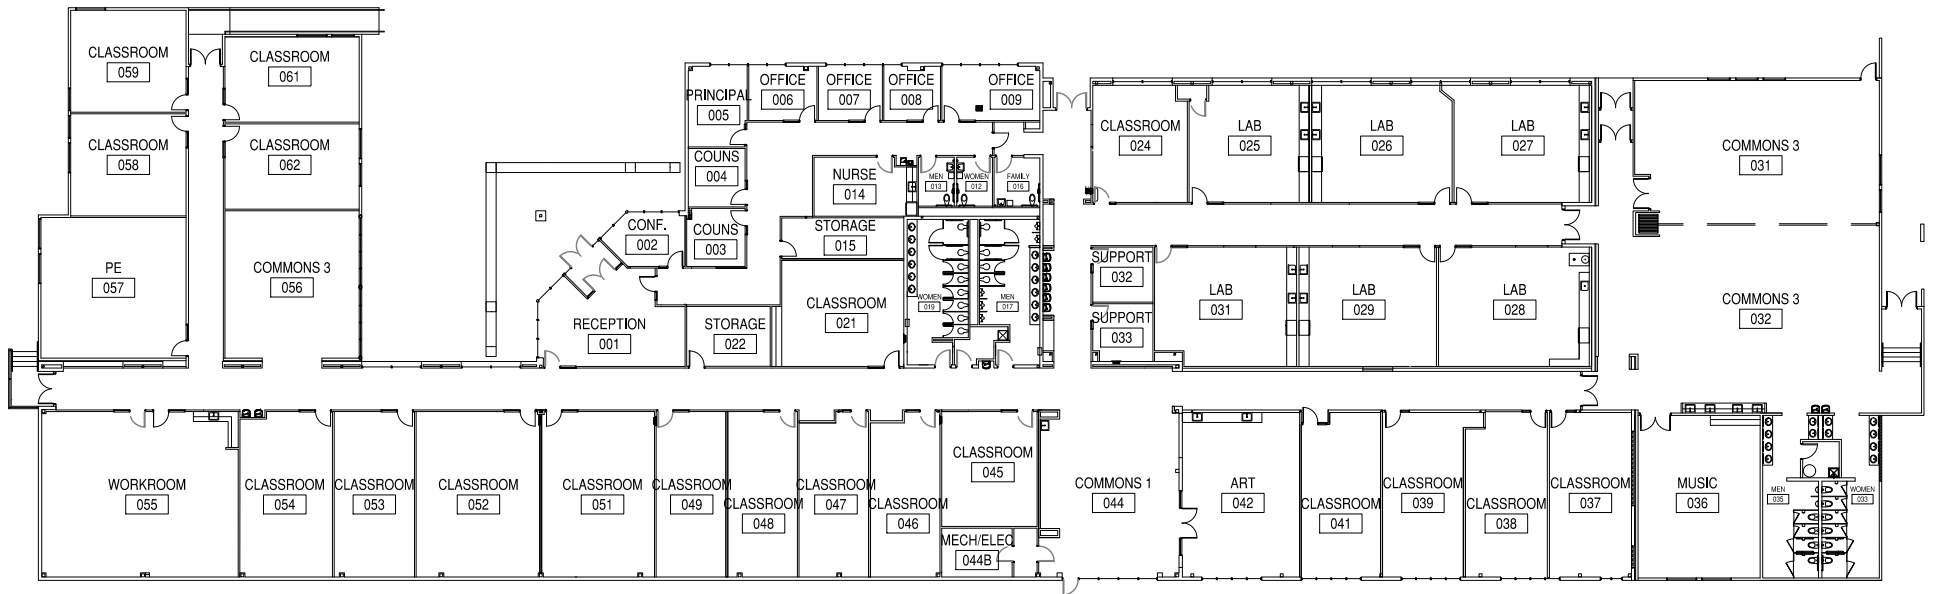 CLASSROOM
059
CLASSROOM
061
CLASSROOM
058
CLASSROOM
062
PE
057
COMMONS 3
056
PRINCIPAL
005
OFFICE
006
OFFICE
007
OFFICE
008
OFFICE
009
COUNS
004
COUNS
003
CONF.
002
NURSE
014
MEN
013
WOMEN
012
FAMILY
016
STORAGE
015
CLASSROOM
021
WOMEN
019
MEN
017
RECEPTION
001
STORAGE
022
CLASSROOM
024
LAB
025
LAB
026
LAB
027
COMMONS 3
031
SUPPORT
032
SUPPORT
033
LAB
031
LAB
029
LAB
028
COMMONS 3
032
WORKROOM
055
CLASSROOM
054
CLASSROOM
053
CLASSROOM
052
CLASSROOM
051
CLASSROOM
049
CLASSROOM
048
CLASSROOM
047
CLASSROOM
046
CLASSROOM
045
MECH/ELEC
044B
COMMONS 1
044
ART
042
CLASSROOM
041
CLASSROOM
039
CLASSROOM
038
CLASSROOM
037
MUSIC
036
MEN
035
WOMEN
033